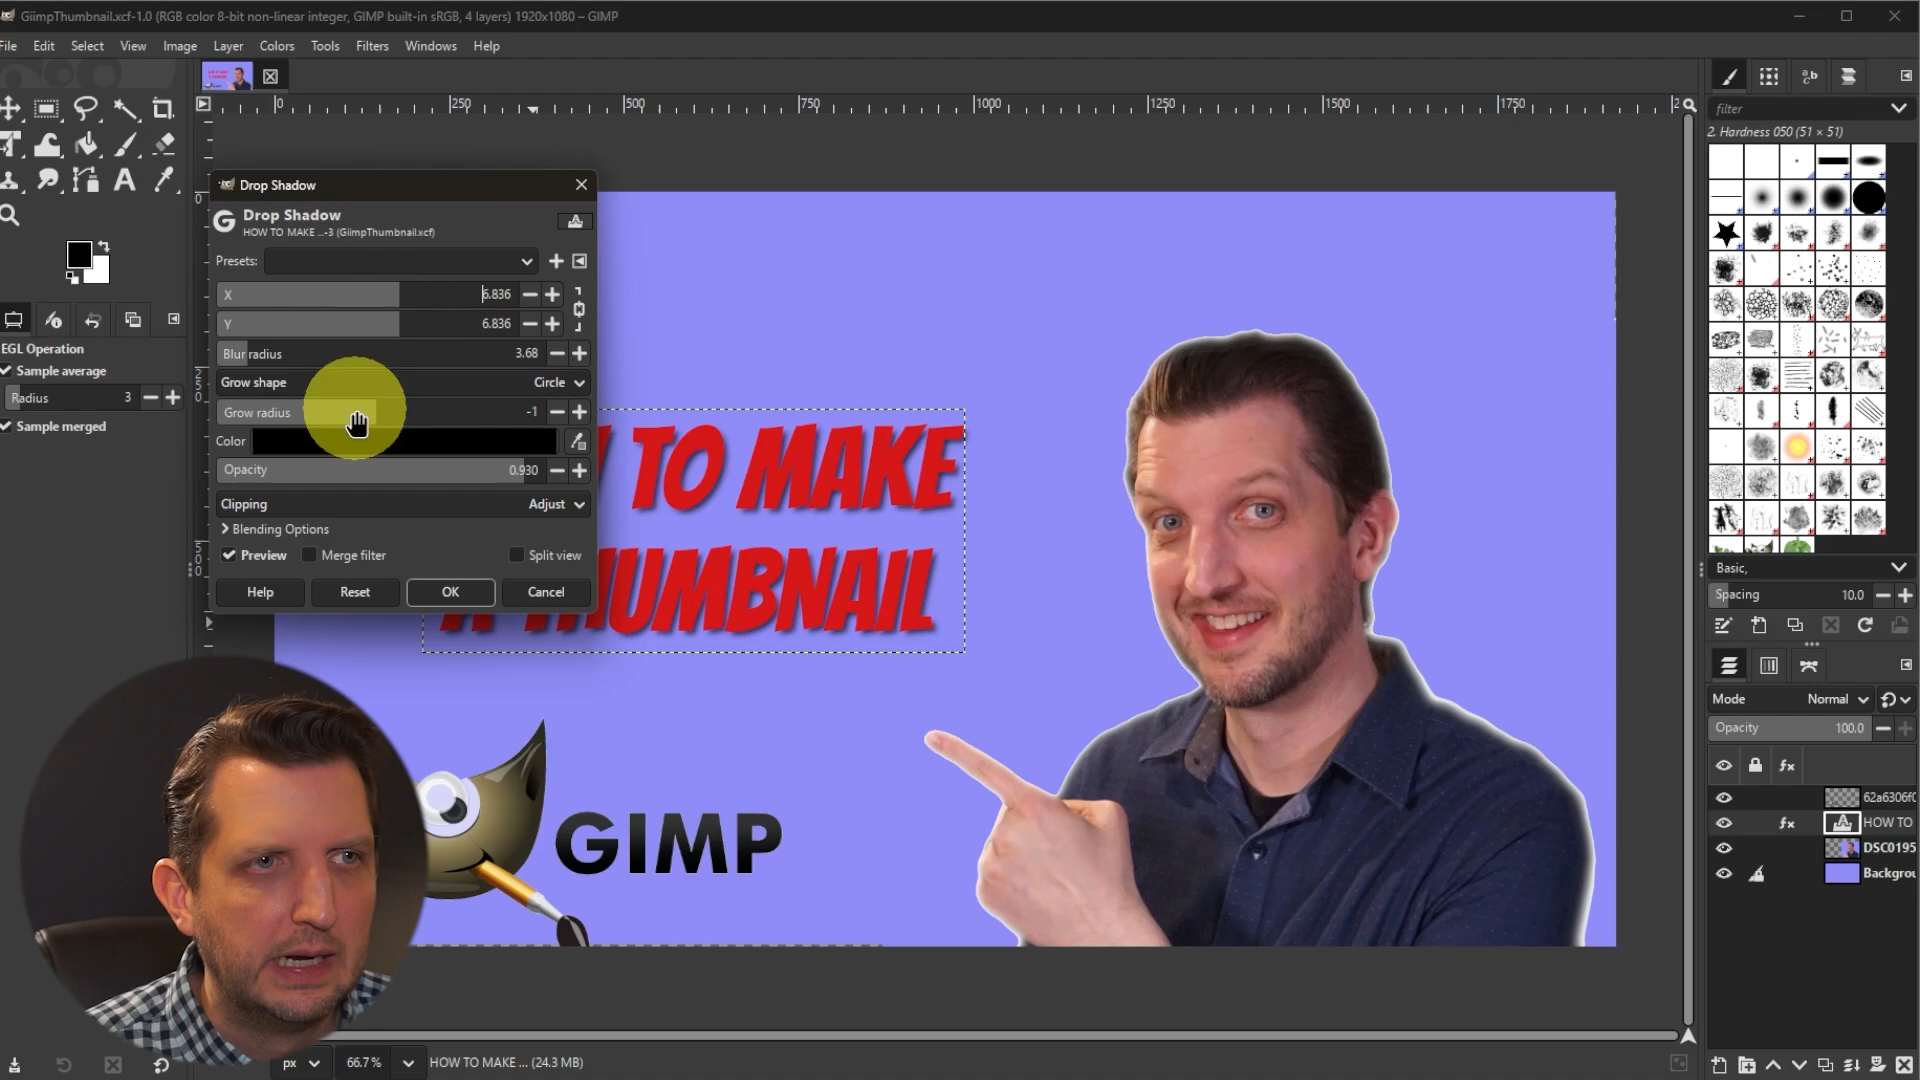 GiimpThumbnail.xcf-1.0 (RGB color 8-bit non-linear integer, GIMP built-in sRGB, 4 layers) 1920x1080 – GIMP
File Edit Select View Image Layer Colors Tools Filters Windows Help
0 250 500 750 1000 1250 1500 1750
filter
2. Hardness 050 (51 × 51)
Drop Shadow
Drop Shadow
HOW TO MAKE ...-3 (GiimpThumbnail.xcf)
Presets:
X 6.836
Y 6.836
Blur radius 3.68
Grow shape Circle
Grow radius -1
Color
Opacity 0.930
Clipping Adjust
Blending Options
Preview Merge filter Split view
Help Reset OK Cancel
EGL Operation
Sample average
Radius 3
Sample merged
TO MAKE
THUMBNAIL
GIMP
Basic,
Spacing 10.0
Mode Normal
Opacity 100.0
fx
62a6306f0
fx HOW TO
DSC0195
Backgrou
px 66.7% HOW TO MAKE ... (24.3 MB)